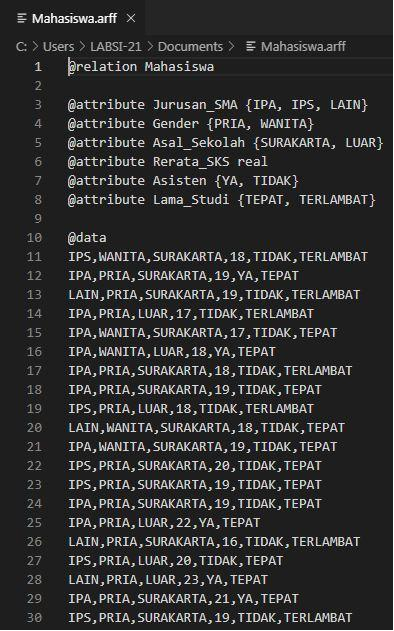 Mahasiswa.arff
C: > Users > LABSI-21 > Documents > Mahasiswa.arff
1 @relation Mahasiswa
2
3 @attribute Jurusan_SMA {IPA, IPS, LAIN}
4 @attribute Gender {PRIA, WANITA}
5 @attribute Asal_Sekolah {SURAKARTA, LUAR}
6 @attribute Rerata_SKS real
7 @attribute Asisten {YA, TIDAK}
8 @attribute Lama_Studi {TEPAT, TERLAMBAT}
9
10 @data
11 IPS,WANITA,SURAKARTA,18,TIDAK,TERLAMBAT
12 IPA,PRIA,SURAKARTA,19,YA,TEPAT
13 LAIN,PRIA,SURAKARTA,19,TIDAK,TERLAMBAT
14 IPA,PRIA,LUAR,17,TIDAK,TERLAMBAT
15 IPA,WANITA,SURAKARTA,17,TIDAK,TEPAT
16 IPA,WANITA,LUAR,18,YA,TEPAT
17 IPA,PRIA,SURAKARTA,18,TIDAK,TERLAMBAT
18 IPA,PRIA,SURAKARTA,19,TIDAK,TEPAT
19 IPS,PRIA,LUAR,18,TIDAK,TERLAMBAT
20 LAIN,WANITA,SURAKARTA,18,TIDAK,TEPAT
21 IPA,WANITA,SURAKARTA,19,TIDAK,TEPAT
22 IPS,PRIA,SURAKARTA,20,TIDAK,TEPAT
23 IPS,PRIA,SURAKARTA,19,TIDAK,TEPAT
24 IPA,PRIA,SURAKARTA,19,TIDAK,TEPAT
25 IPA,PRIA,LUAR,22,YA,TEPAT
26 LAIN,PRIA,SURAKARTA,16,TIDAK,TERLAMBAT
27 IPS,PRIA,LUAR,20,TIDAK,TEPAT
28 LAIN,PRIA,LUAR,23,YA,TEPAT
29 IPA,PRIA,SURAKARTA,21,YA,TEPAT
30 IPS,PRIA,SURAKARTA,19,TIDAK,TERLAMBAT